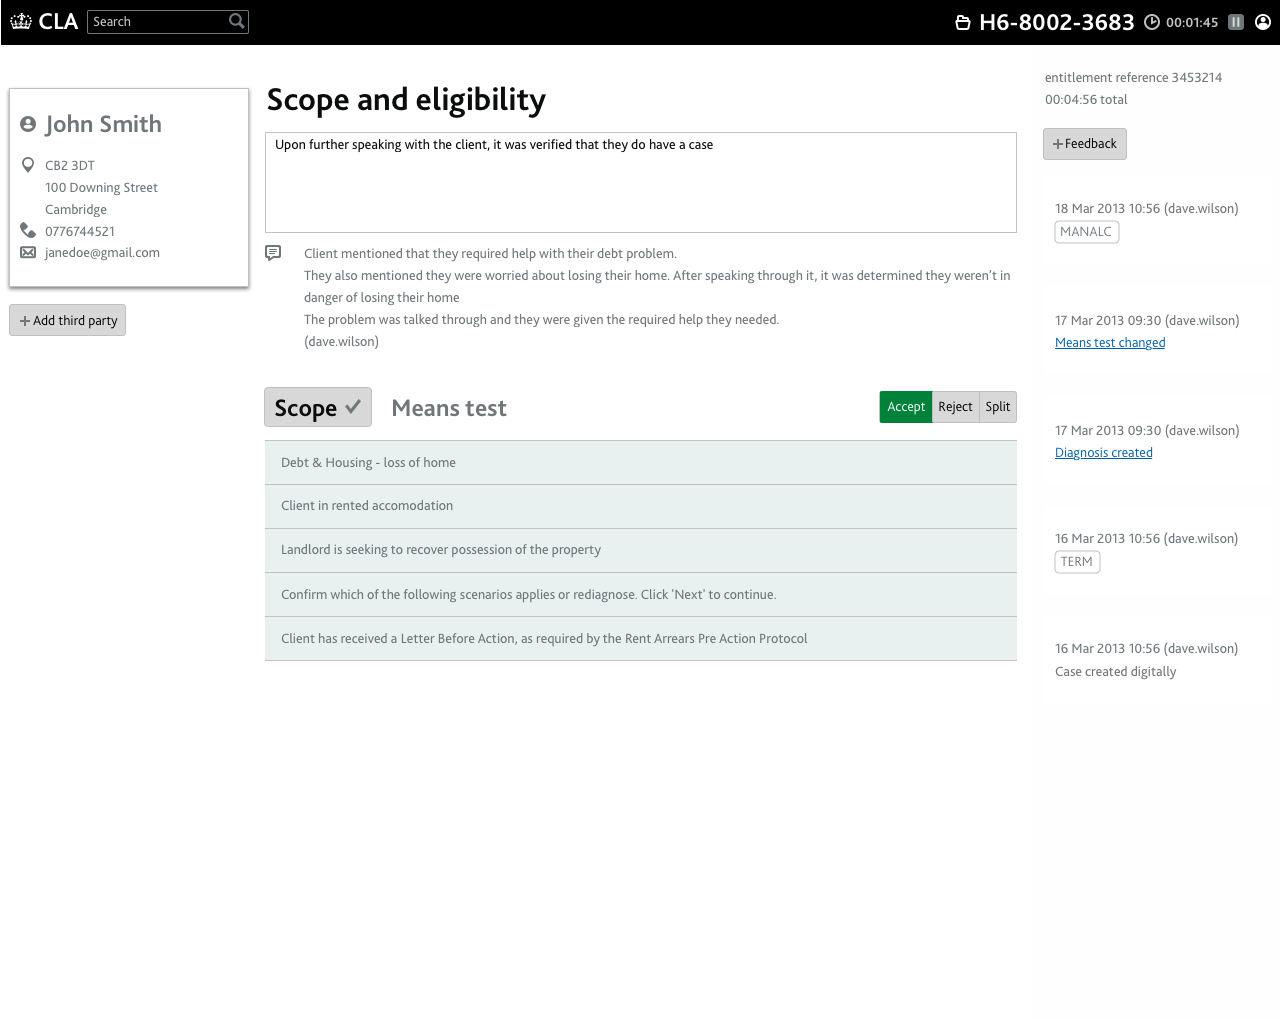 CLA
Search
H6-8002-3683
00:01:45
John Smith
CB2 3DT
100 Downing Street
Cambridge
0776744521
janedoe@gmail.com
Add third party
Scope and eligibility
Upon further speaking with the client, it was verified that they do have a case
Client mentioned that they required help with their debt problem.
They also mentioned they were worried about losing their home. After speaking through it, it was determined they weren't in
danger of losing their home
The problem was talked through and they were given the required help they needed.
(dave.wilson)
Scope
Means test
Accept
Reject
Split
Debt & Housing - loss of home
Client in rented accomodation
Landlord is seeking to recover possession of the property
Confirm which of the following scenarios applies or rediagnose. Click 'Next' to continue.
Client has received a Letter Before Action, as required by the Rent Arrears Pre Action Protocol
entitlement reference 3453214
00:04:56 total
Feedback
18 Mar 2013 10:56 (dave.wilson)
MANALC
17 Mar 2013 09:30 (dave.wilson)
Means test changed
17 Mar 2013 09:30 (dave.wilson)
Diagnosis created
16 Mar 2013 10:56 (dave.wilson)
TERM
16 Mar 2013 10:56 (dave.wilson)
Case created digitally